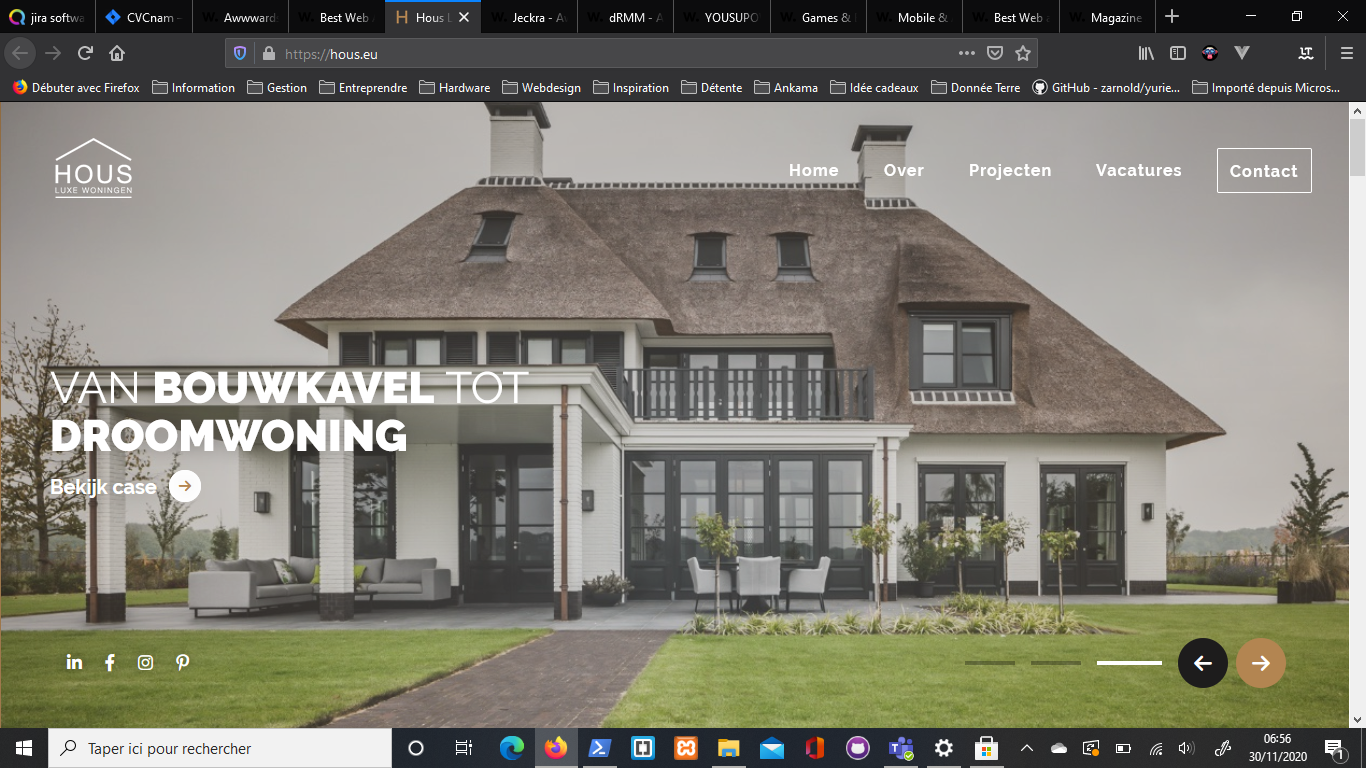 jira softwa
CVCnam -
Awwward
Best Web
Hous L
Jeckra - A
dRMM - A
YOUSUPO
Games &
Mobile &
Best Web a
Magazine
https://hous.eu
Débuter avec Firefox
Information
Gestion
Entreprendre
Hardware
Webdesign
Inspiration
Détente
Ankama
Idée cadeaux
Donnée Terre
GitHub - zarnold/yurie...
Importé depuis Micros...
HOUS
LUXE WONINGEN
Home
Over
Projecten
Vacatures
Contact
VAN BOUWKAVEL TOT
DROOMWONING
Bekijk case
Taper ici pour rechercher
06:56
30/11/2020
1